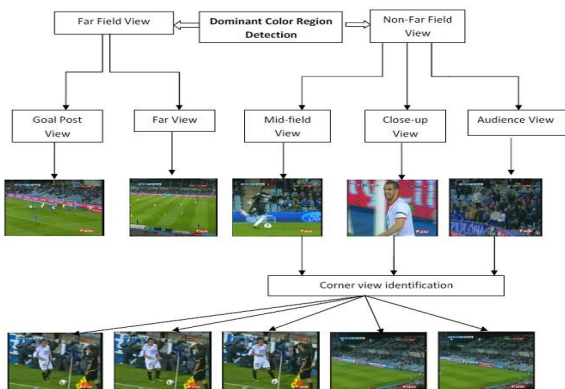 Far Field View
Dominant Color Region
Detection
Non-Far Field
View
Goal Post
View
Far View
Mid-field
View
Close-up
View
Audience View
Corner view identification